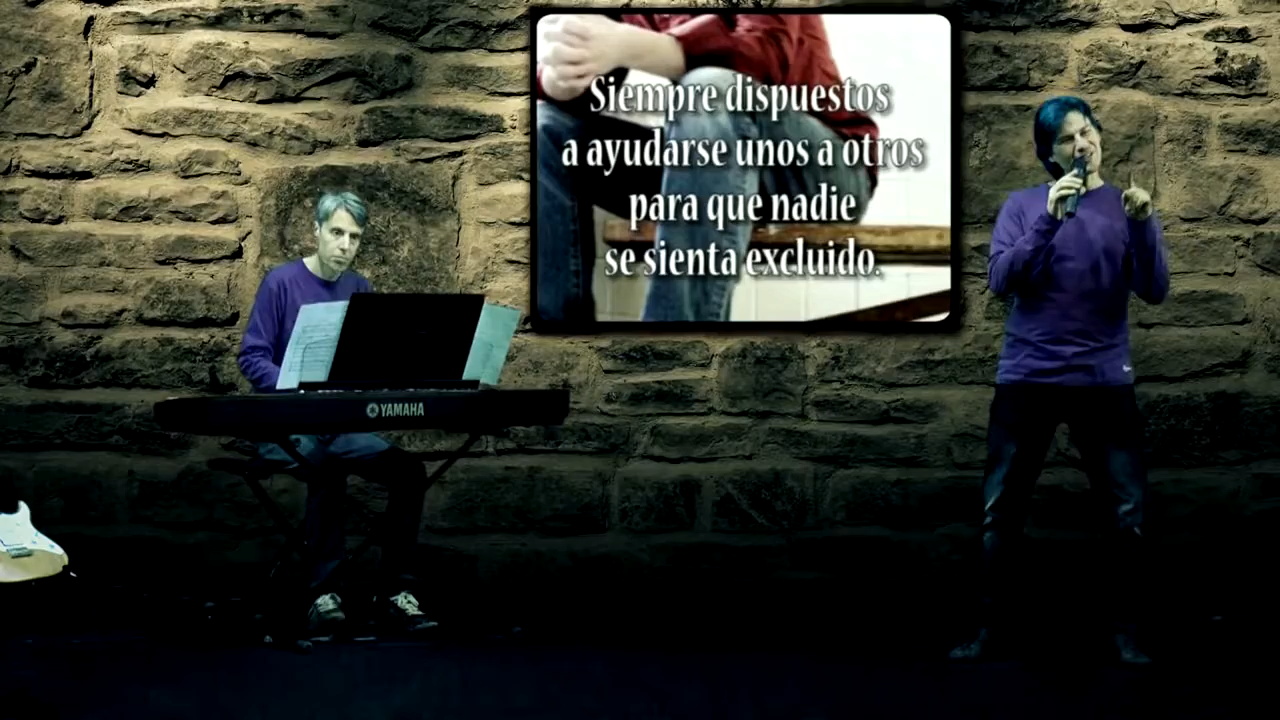 Siempre dispuestos
a ayudarse unos a otros
para que nadie
se sienta excluido.
YAMAHA